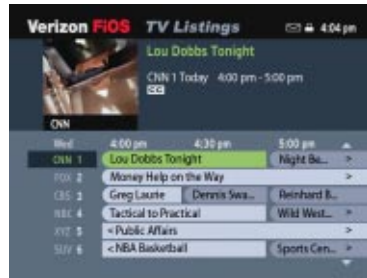 Verizon FiOS TV Listings 4:04 pm
Lou Dobbs Tonight
CNN 1 Today 4:00 pm - 5:00 pm
CC
CNN
Wed 4:00 pm 4:30 pm 5:00 pm
CNN 1 Lou Dobbs Tonight Night Be... >
FOX 2 Money Help on the Way >
CBS 3 Greg Laurie Dennis Swa... Reinhard B...
NBC 4 Tactical to Practical Wild West... >
XYZ 5 < Public Affairs >
SUV 6 < NBA Basketball Sports Cen... >